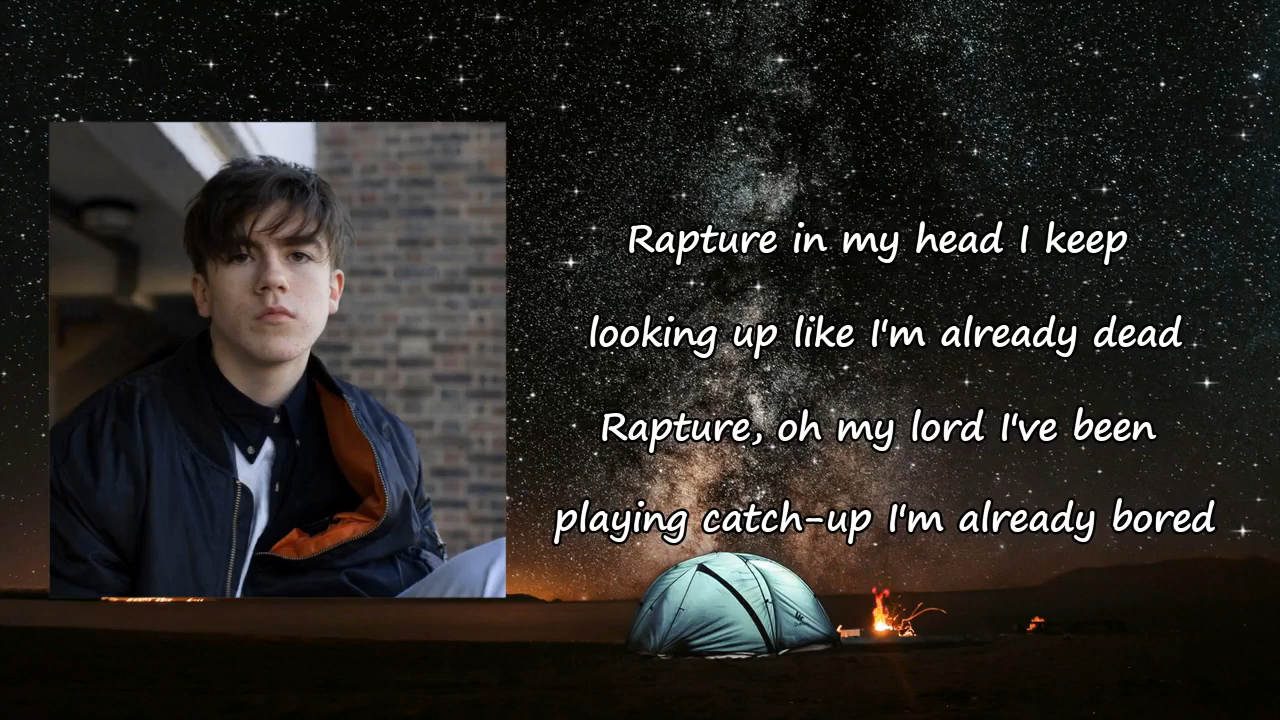 Rapture in my head I keep
looking up like I'm already dead
Rapture, oh my lord I've been
playing catch-up I'm already bored